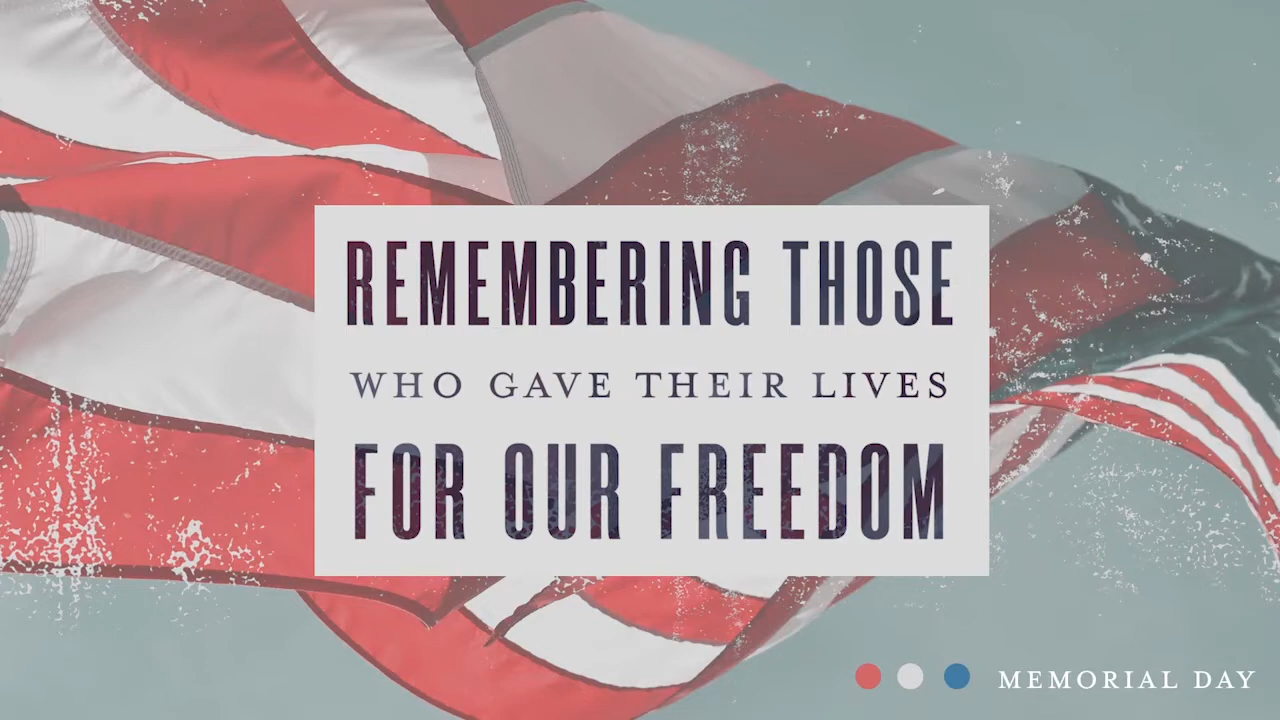 REMEMBERING THOSE
WHO GAVE THEIR LIVES
FOR OUR FREEDOM
MEMORIAL DAY